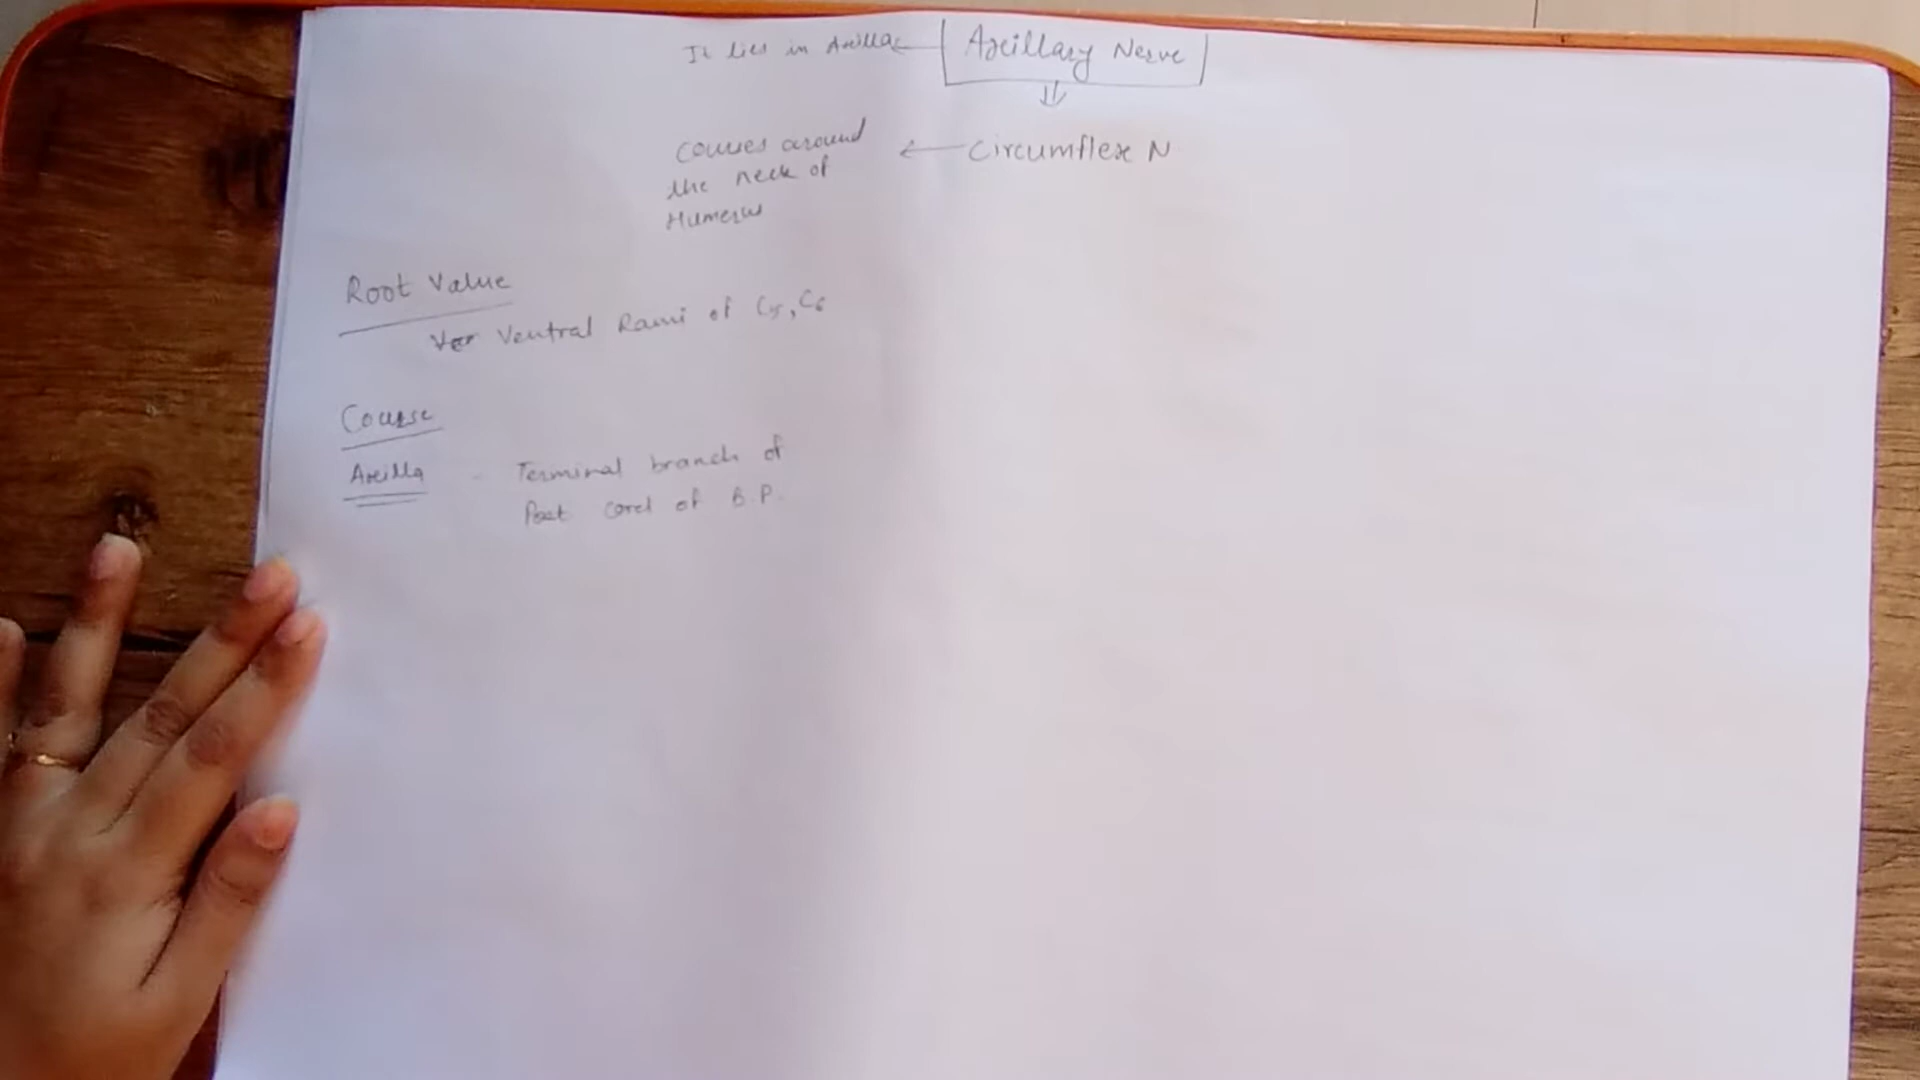 It lies in Axilla ← Axillary Nerve
⇓
Courses around ← Circumflex N
the neck of
Humerus
Root Value
Ventral Rami of C5, C6
Course
Axilla - Terminal branch of
Post cord of B.P.